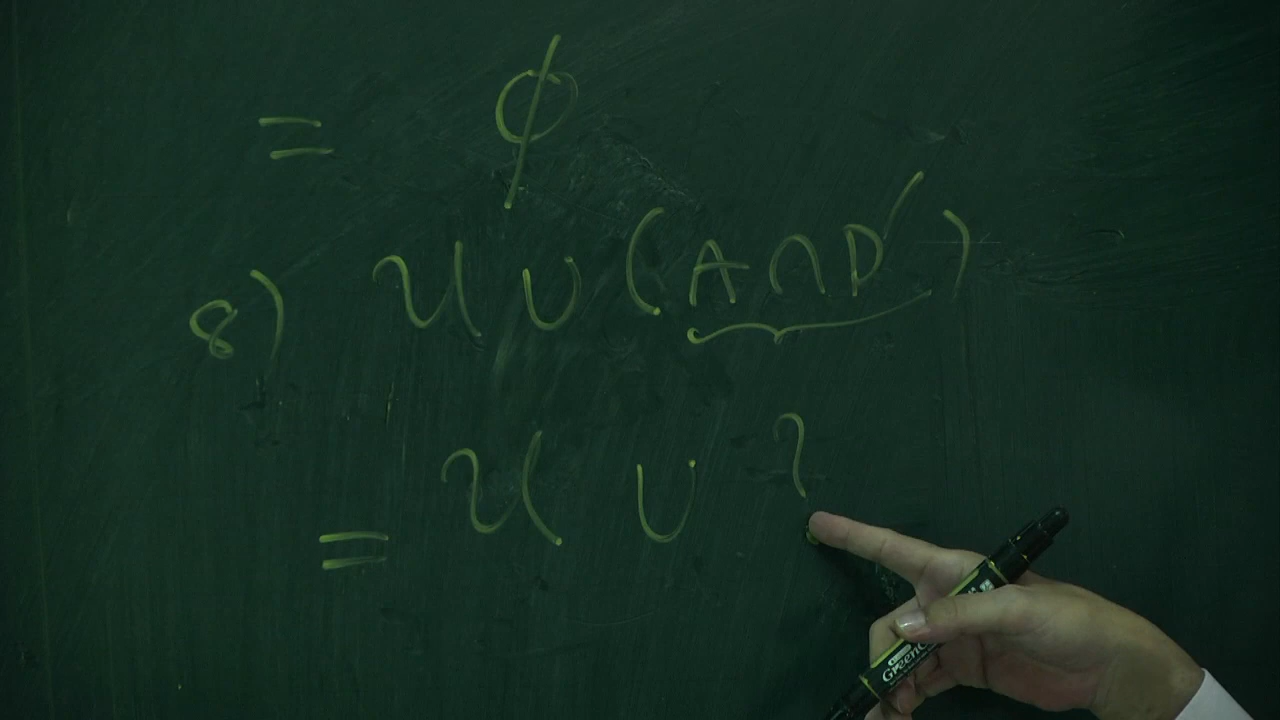 = ϕ
8) U ∪ (A ∩ D')
= U ∪ ?
Green